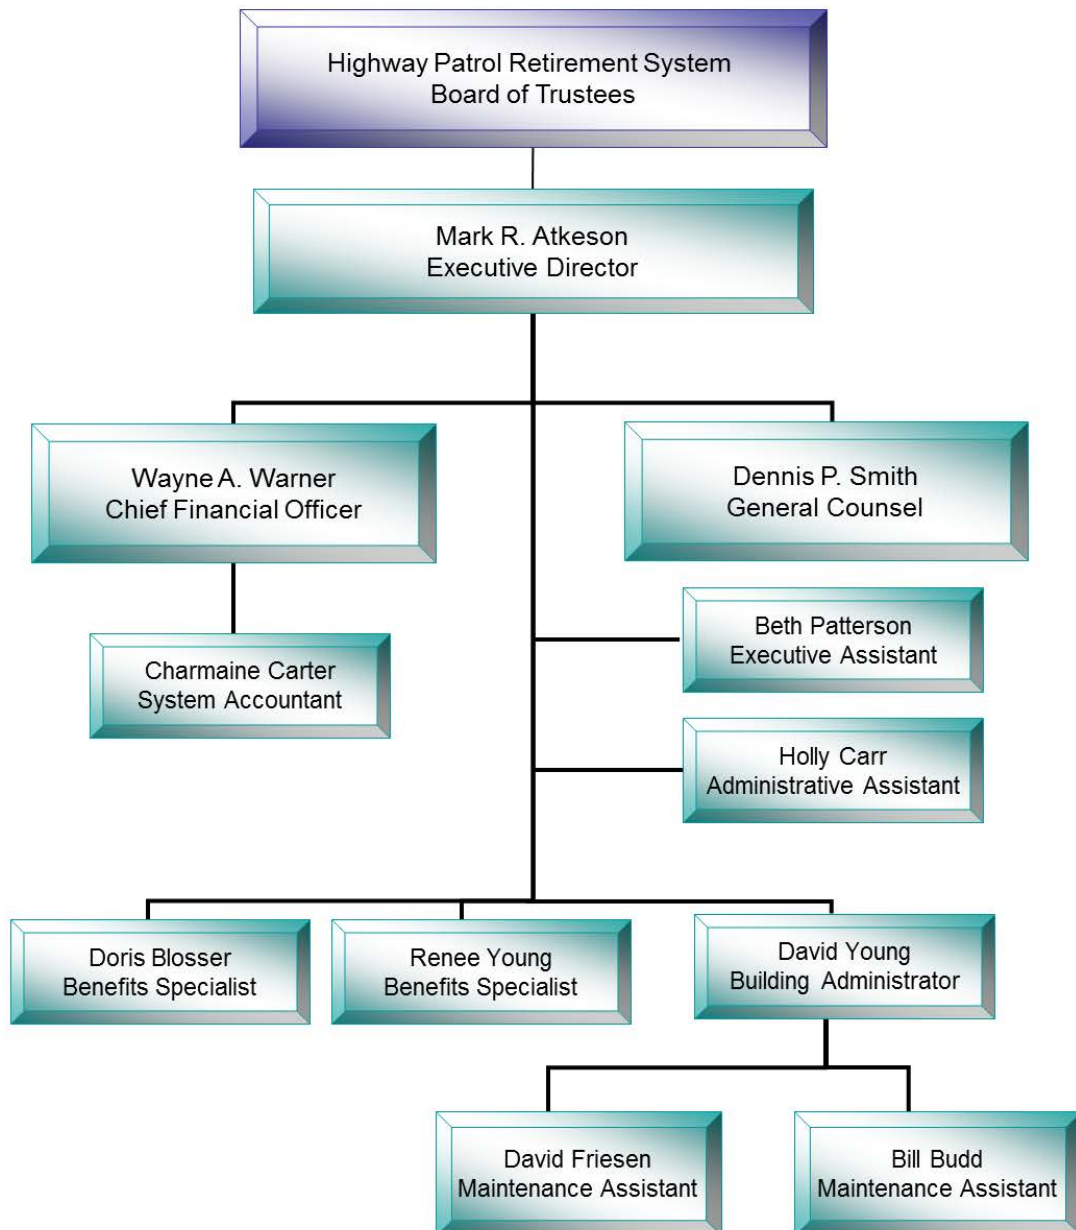 Highway Patrol Retirement System
Board of Trustees
Mark R. Atkeson
Executive Director
Wayne A. Warner
Chief Financial Officer
Dennis P. Smith
General Counsel
Charmaine Carter
System Accountant
Beth Patterson
Executive Assistant
Holly Carr
Administrative Assistant
Doris Blosser
Benefits Specialist
Renee Young
Benefits Specialist
David Young
Building Administrator
David Friesen
Maintenance Assistant
Bill Budd
Maintenance Assistant